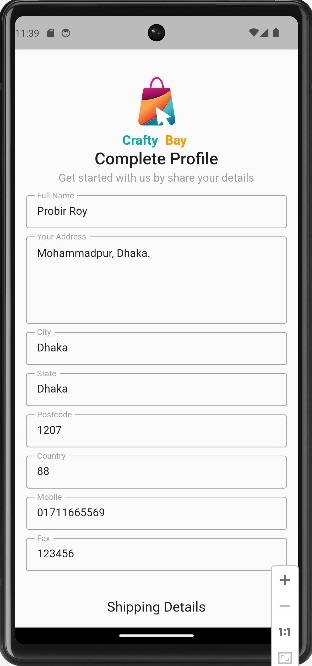 11:39
Crafty Bay
Complete Profile
Get started with us by share your details
Full Name
Probir Roy
Your Address
Mohammadpur, Dhaka.
City
Dhaka
State
Dhaka
Postcode
1207
Country
88
Mobile
01711665569
Fax
123456
Shipping Details
1:1